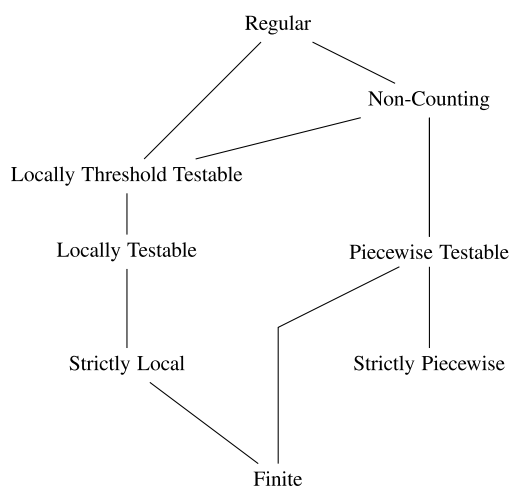 Regular
Non-Counting
Locally Threshold Testable
Locally Testable
Piecewise Testable
Strictly Local
Strictly Piecewise
Finite